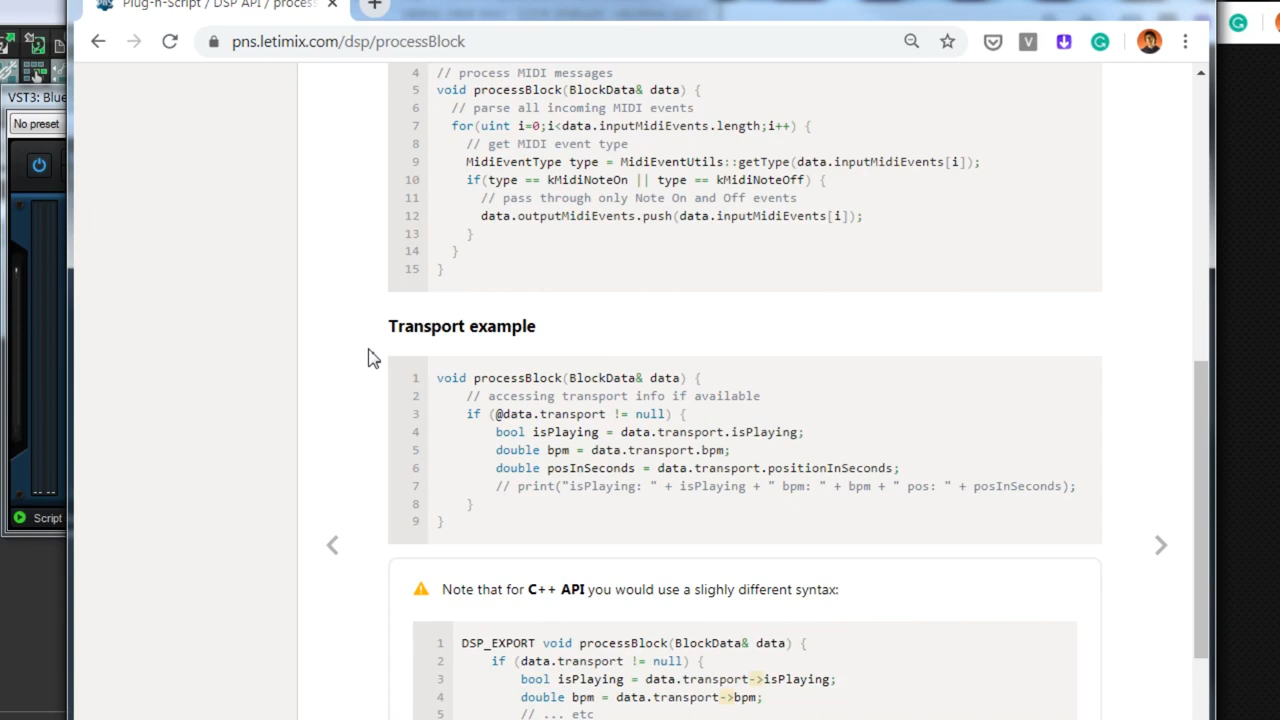 Plug-n-Script / DSP API / process
pns.letimix.com/dsp/processBlock
V
VST3: Blue
No preset
4 // process MIDI messages
5 void processBlock(BlockData& data) {
6 // parse all incoming MIDI events
7 for(uint i=0;i<data.inputMidiEvents.length;i++) {
8 // get MIDI event type
9 MidiEventType type = MidiEventUtils::getType(data.inputMidiEvents[i]);
10 if(type == kMidiNoteOn || type == kMidiNoteOff) {
11 // pass through only Note On and Off events
12 data.outputMidiEvents.push(data.inputMidiEvents[i]);
13 }
14 }
15 }
Transport example
1 void processBlock(BlockData& data) {
2 // accessing transport info if available
3 if (@data.transport != null) {
4 bool isPlaying = data.transport.isPlaying;
5 double bpm = data.transport.bpm;
6 double posInSeconds = data.transport.positionInSeconds;
7 // print("isPlaying: " + isPlaying + " bpm: " + bpm + " pos: " + posInSeconds);
8 }
9 }
Script
Note that for C++ API you would use a slighly different syntax:
1 DSP_EXPORT void processBlock(BlockData& data) {
2 if (data.transport != null) {
3 bool isPlaying = data.transport->isPlaying;
4 double bpm = data.transport->bpm;
5 // ... etc